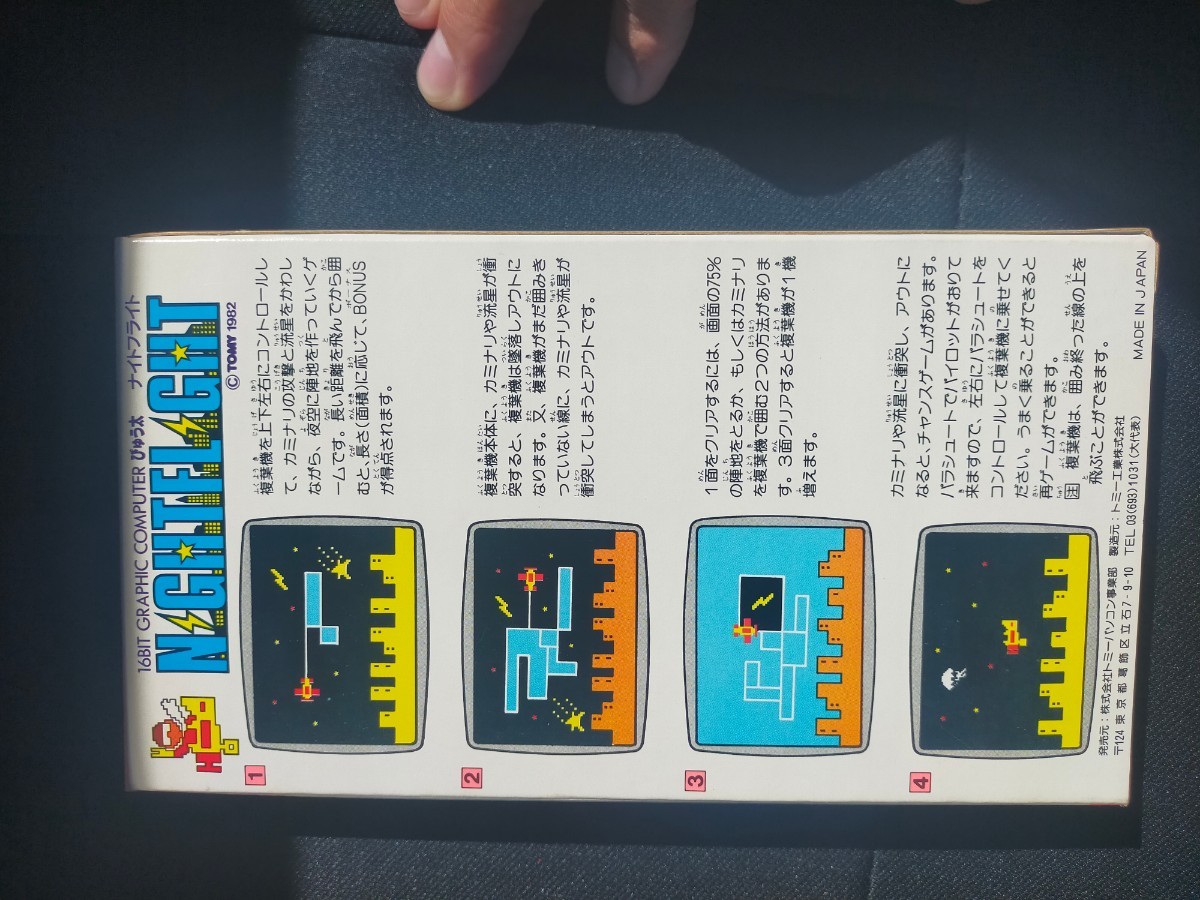 16BIT GRAPHIC COMPUTER ぴゅう太 ナイトフライト
NIGHTFLIGHT
©TOMY 1982
1
複葉機を上下左右にコントロールし
て、カミナリの攻撃と流星をかわし
ながら、夜空に陣地を作っていくゲ
ームです。長い距離を飛んでから囲
むと、長さ(面積)に応じて、BONUS
が得点されます。
2
複葉機本体に、カミナリや流星が衝
突すると、複葉機は墜落しアウトに
なります。又、複葉機がまだ囲みき
っていない線に、カミナリや流星が
衝突してしまうとアウトです。
3
1面をクリアするには、画面の75%
の陣地をとるか、もしくはカミナリ
を複葉機で囲む2つの方法がありま
す。3面クリアすると複葉機が1機
増えます。
4
カミナリや流星に衝突し、アウトに
なると、チャンスゲームがあります。
パラシュートでパイロットがおりて
来ますので、左右にパラシュートを
コントロールして複葉機に乗せてく
ださい。うまく乗ることができると
再ゲームができます。
注 複葉機は、囲み終った線の上を
飛ぶことができます。
発売元:株式会社トミーパソコン事業部 製造元:トミー工業株式会社
〒124 東京都葛飾区立石7-9-10 TEL 03(693)1031(大代表)
MADE IN JAPAN